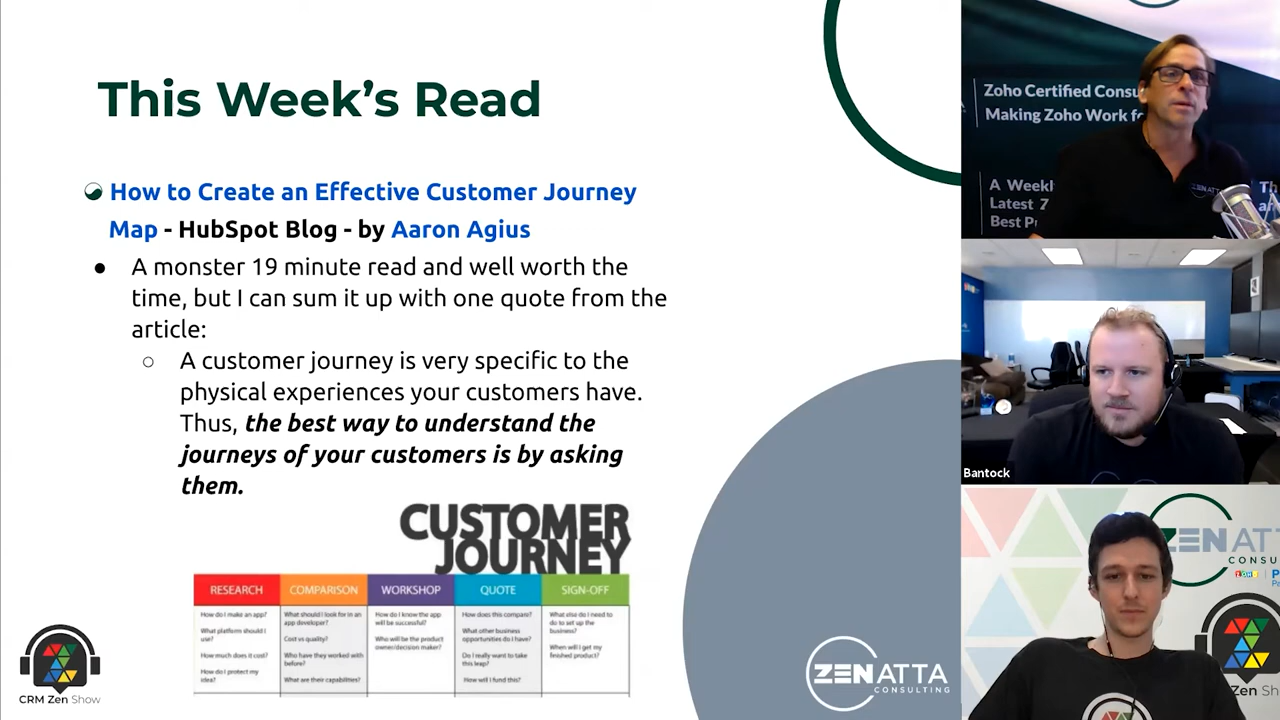 This Week's Read
How to Create an Effective Customer Journey
Map - HubSpot Blog - by Aaron Agius
● A monster 19 minute read and well worth the
time, but I can sum it up with one quote from the
article:
○ A customer journey is very specific to the
physical experiences your customers have.
Thus, the best way to understand the
journeys of your customers is by asking
them.
CUSTOMER
JOURNEY
RESEARCH COMPARISON WORKSHOP QUOTE SIGN-OFF
How do I make an app?
What platform should I
use?
How much does it cost?
How do I protect my
idea?
What should I look for in an
app developer?
Cost vs quality?
Who have they worked with
before?
What are their capabilities?
How do I know the app
will be successful?
Who will be the product
owner/decision maker?
How does this compare?
What other business
opportunities do I have?
Do I really want to take
this leap?
How will I fund this?
What else do I need to
do to set up the
business?
When will I get my
finished product?
CRM Zen Show
ZENATTA
CONSULTING
Zoho Certified Consu
Making Zoho Work fo
A Weekl
Latest Z
Best Pr
Th
ENATTA
Bantock
ZENATT
CONSU
Zen Sh